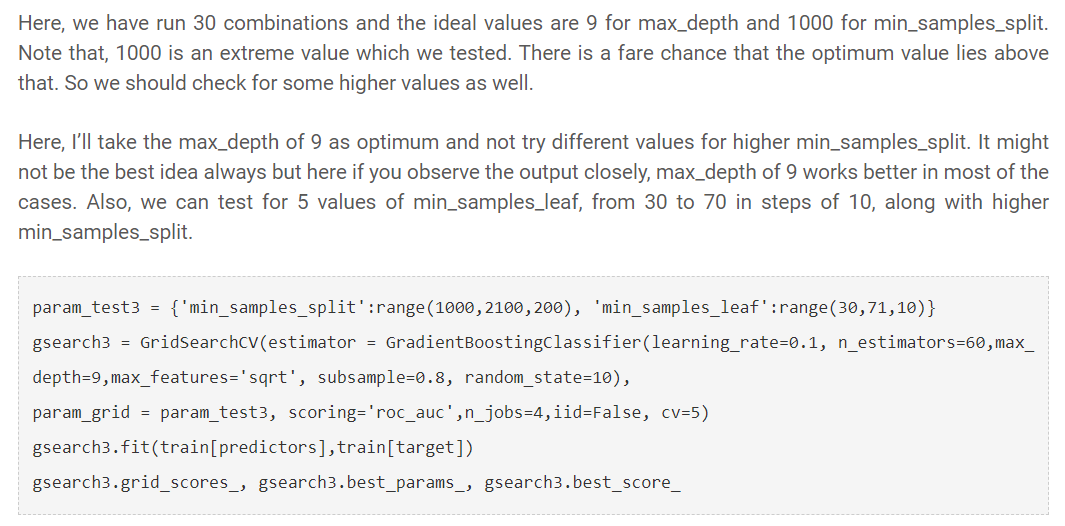 Here, we have run 30 combinations and the ideal values are 9 for max_depth and 1000 for min_samples_split.
Note that, 1000 is an extreme value which we tested. There is a fare chance that the optimum value lies above
that. So we should check for some higher values as well.
Here, I’ll take the max_depth of 9 as optimum and not try different values for higher min_samples_split. It might
not be the best idea always but here if you observe the output closely, max_depth of 9 works better in most of the
cases. Also, we can test for 5 values of min_samples_leaf, from 30 to 70 in steps of 10, along with higher
min_samples_split.
param_test3 = {'min_samples_split':range(1000,2100,200), 'min_samples_leaf':range(30,71,10)}
gsearch3 = GridSearchCV(estimator = GradientBoostingClassifier(learning_rate=0.1, n_estimators=60,max_
depth=9,max_features='sqrt', subsample=0.8, random_state=10),
param_grid = param_test3, scoring='roc_auc',n_jobs=4,iid=False, cv=5)
gsearch3.fit(train[predictors],train[target])
gsearch3.grid_scores_, gsearch3.best_params_, gsearch3.best_score_